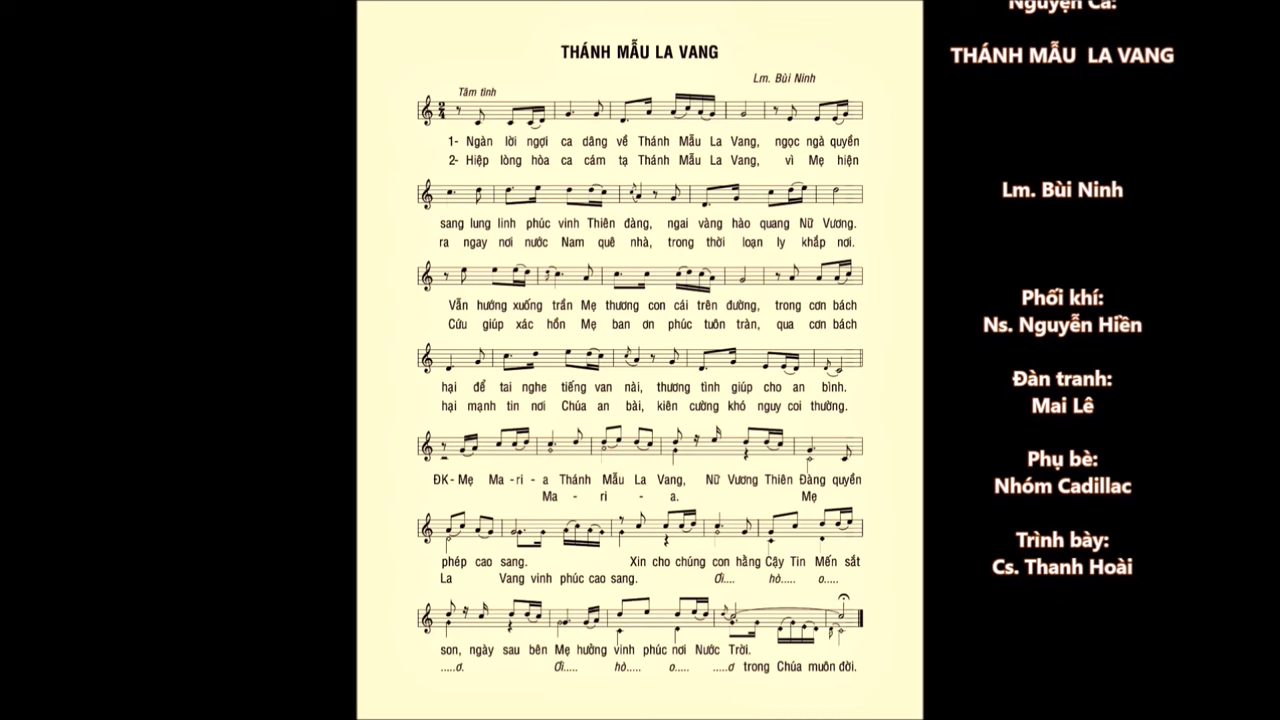 THÁNH MẪU LA VANG
Lm. Bùi Ninh
Tâm tình
2
4
1- Ngàn lời ngợi ca dâng về Thánh Mẫu La Vang, ngọc ngà quyền
2- Hiệp lòng hòa ca cám tạ Thánh Mẫu La Vang, vì Mẹ hiện
sang lung linh phúc vinh Thiên đàng, ngai vàng hào quang Nữ Vương.
ra ngay nơi nước Nam quê nhà, trong thời loạn ly khắp nơi.
Vẫn hướng xuống trần Mẹ thương con cái trên đường, trong cơn bách
Cứu giúp xác hồn Mẹ ban ơn phúc tuôn tràn, qua cơn bách
hại để tai nghe tiếng van nài, thương tình giúp cho an bình.
hại mạnh tin nơi Chúa an bài, kiên cường khó nguy coi thường.
ĐK- Mẹ Ma - ri - a Thánh Mẫu La Vang, Nữ Vương Thiên Đàng quyền
Ma - ri - a. Mẹ
phép cao sang. Xin cho chúng con hằng Cậy Tin Mến sắt
La Vang vinh phúc cao sang. Ơi.... hò..... o.....
son, ngày sau bên Mẹ hưởng vinh phúc nơi Nước Trời.
.....ơ. Ơi..... hò..... o..... .....ơ trong Chúa muôn đời.
Nguyện Ca:
THÁNH MẪU LA VANG
Lm. Bùi Ninh
Phối khí:
Ns. Nguyễn Hiền
Đàn tranh:
Mai Lê
Phụ bè:
Nhóm Cadillac
Trình bày:
Cs. Thanh Hoài